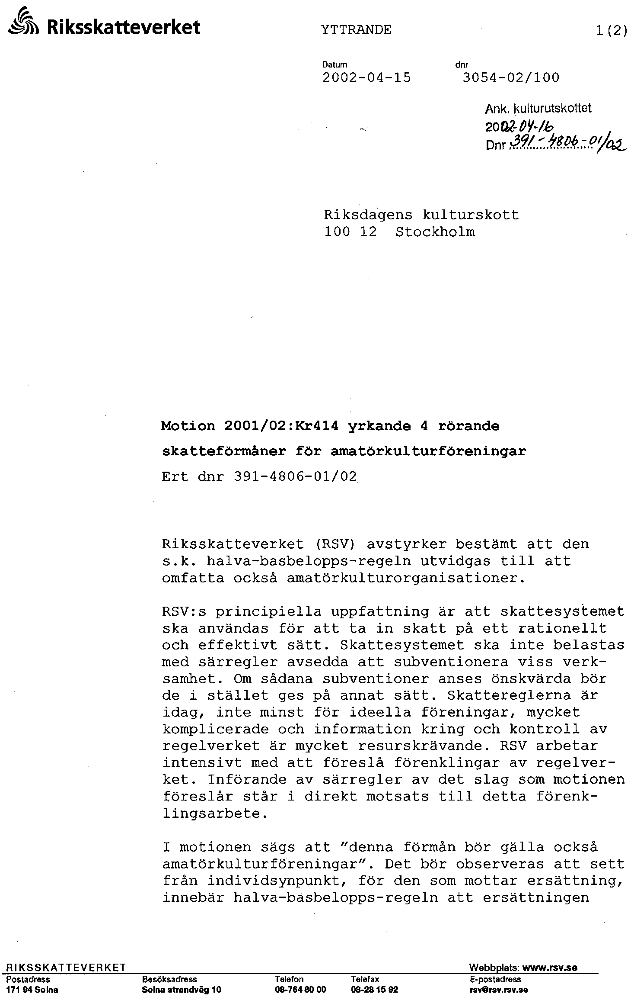 Riksskatteverket
YTTRANDE
1(2)
Datum
dnr
2002-04-15
3054-02/100
Ank. kulturutskottet
2002-04-16
Dnr 391-4806-01/02
Riksdagens kulturskott
100 12 Stockholm
Motion 2001/02:Kr414 yrkande 4 rörande
skatteförmåner för amatörkulturföreningar
Ert dnr 391-4806-01/02
Riksskatteverket (RSV) avstyrker bestämt att den
s.k. halva-basbelopps-regeln utvidgas till att
omfatta också amatörkulturorganisationer.
RSV:s principiella uppfattning är att skattesystemet
ska användas för att ta in skatt på ett rationellt
och effektivt sätt. Skattesystemet ska inte belastas
med särregler avsedda att subventionera viss verk-
samhet. Om sådana subventioner anses önskvärda bör
de i stället ges på annat sätt. Skattereglerna är
idag, inte minst för ideella föreningar, mycket
komplicerade och information kring och kontroll av
regelverket är mycket resurskrävande. RSV arbetar
intensivt med att föreslå förenklingar av regelver-
ket. Införande av särregler av det slag som motionen
föreslår står i direkt motsats till detta förenk-
lingsarbete.
I motionen sägs att "denna förmån bör gälla också
amatörkulturföreningar". Det bör observeras att sett
från individsynpunkt, för den som mottar ersättning,
innebär halva-basbelopps-regeln att ersättningen
RIKSSKATTEVERKET
Webbplats: www.rsv.se
Postadress
Besöksadress
Telefon
Telefax
E-postadress
171 94 Solna
Solna strandväg 10
08-764 80 00
08-28 15 92
rsv@rsv.rsv.se